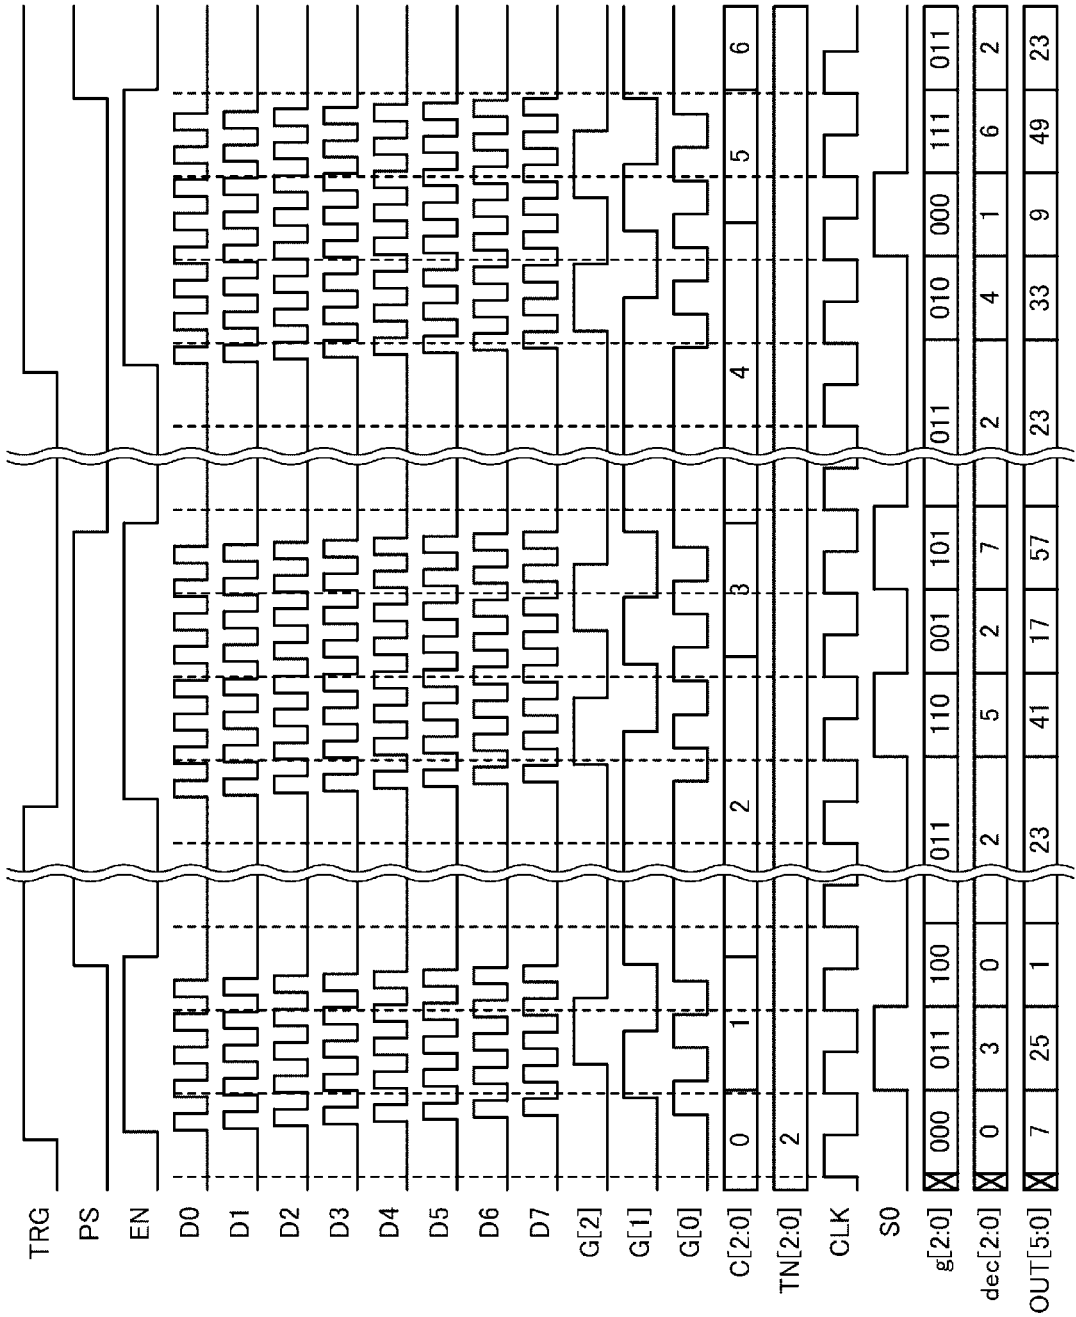 TRG
PS
EN
D0
D1
D2
D3
D4
D5
D6
D7
G[2]
G[1]
G[0]
C[2:0] 0 1 2 3 4 5 6
TN[2:0] 2
CLK
S0
g[2:0] 000 011 100 011 110 001 101 011 010 000 111 011
dec[2:0] 0 3 0 2 5 2 7 2 4 1 6 2
OUT[5:0] 7 25 1 23 41 17 57 23 33 9 49 23